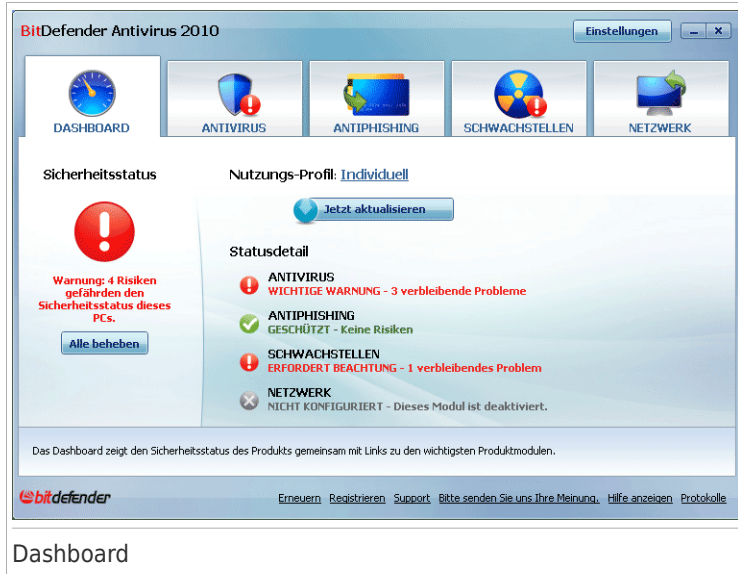 BitDefender Antivirus 2010
Einstellungen
DASHBOARD
ANTIVIRUS
ANTIPHISHING
SCHWACHSTELLEN
NETZWERK
Sicherheitsstatus
Warnung: 4 Risiken
gefährden den
Sicherheitsstatus dieses
PCs.
Alle beheben
Nutzungs-Profil: Individuell
Jetzt aktualisieren
Statusdetail
ANTIVIRUS
WICHTIGE WARNUNG - 3 verbleibende Probleme
ANTIPHISHING
GESCHÜTZT - Keine Risiken
SCHWACHSTELLEN
ERFORDERT BEACHTUNG - 1 verbleibendes Problem
NETZWERK
NICHT KONFIGURIERT - Dieses Modul ist deaktiviert.
Das Dashboard zeigt den Sicherheitsstatus des Produkts gemeinsam mit Links zu den wichtigsten Produktmodulen.
bitdefender
Erneuern Registrieren Support Bitte senden Sie uns Ihre Meinung. Hilfe anzeigen Protokolle
Dashboard